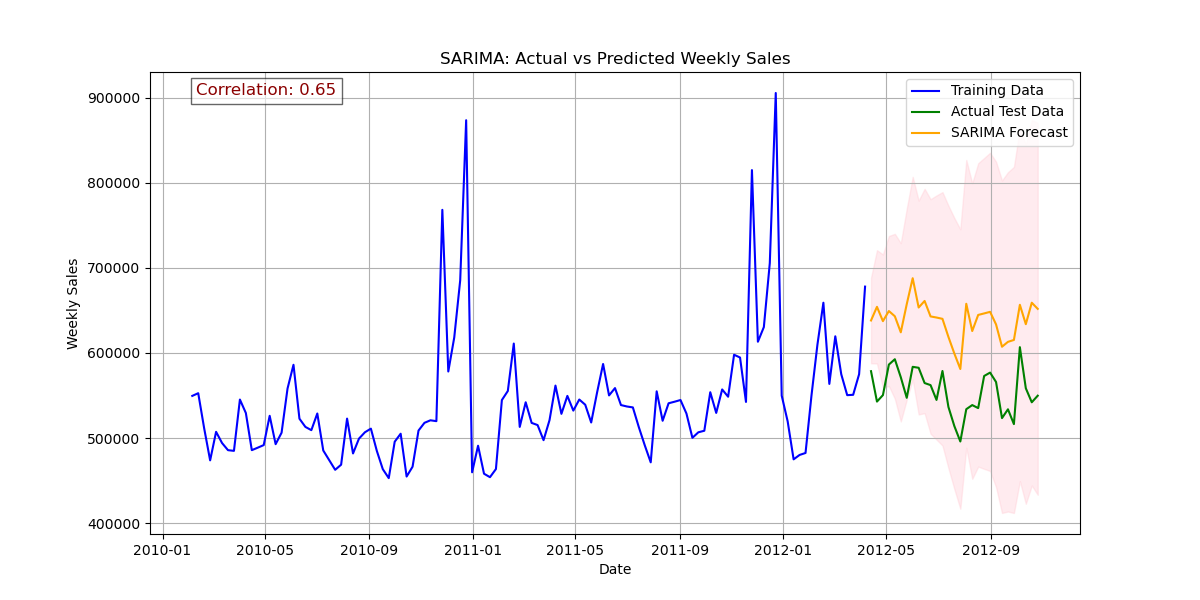 SARIMA: Actual vs Predicted Weekly Sales
Correlation: 0.65
Training Data
Actual Test Data
SARIMA Forecast
900000
800000
700000
600000
500000
400000
Weekly Sales
2010-01 2010-05 2010-09 2011-01 2011-05 2011-09 2012-01 2012-05 2012-09
Date